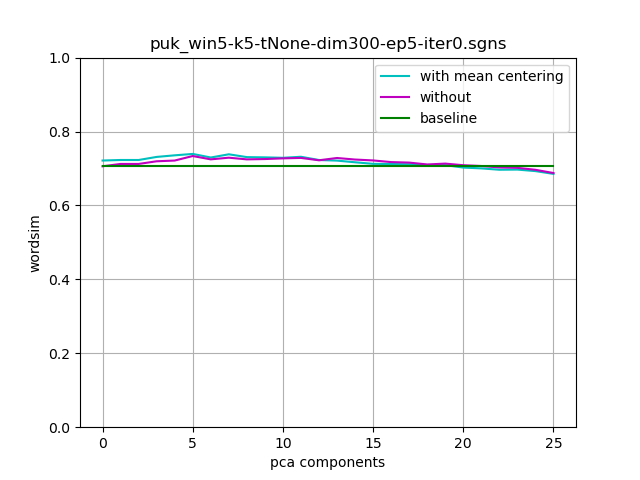 puk_win5-k5-tNone-dim300-ep5-iter0.sgns
with mean centering
without
baseline
1.0
0.8
0.6
0.4
0.2
0.0
wordsim
0 5 10 15 20 25
pca components